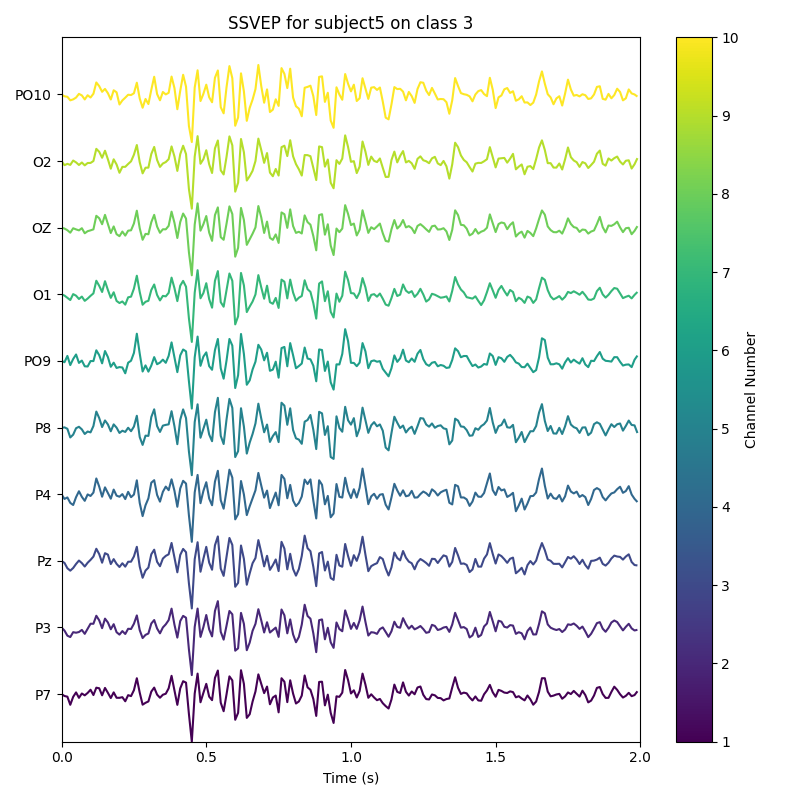 SSVEP for subject5 on class 3
PO10
O2
OZ
O1
PO9
P8
P4
Pz
P3
P7
0.0
0.5
1.0
1.5
2.0
Time (s)
10
9
8
7
6
5
4
3
2
1
Channel Number